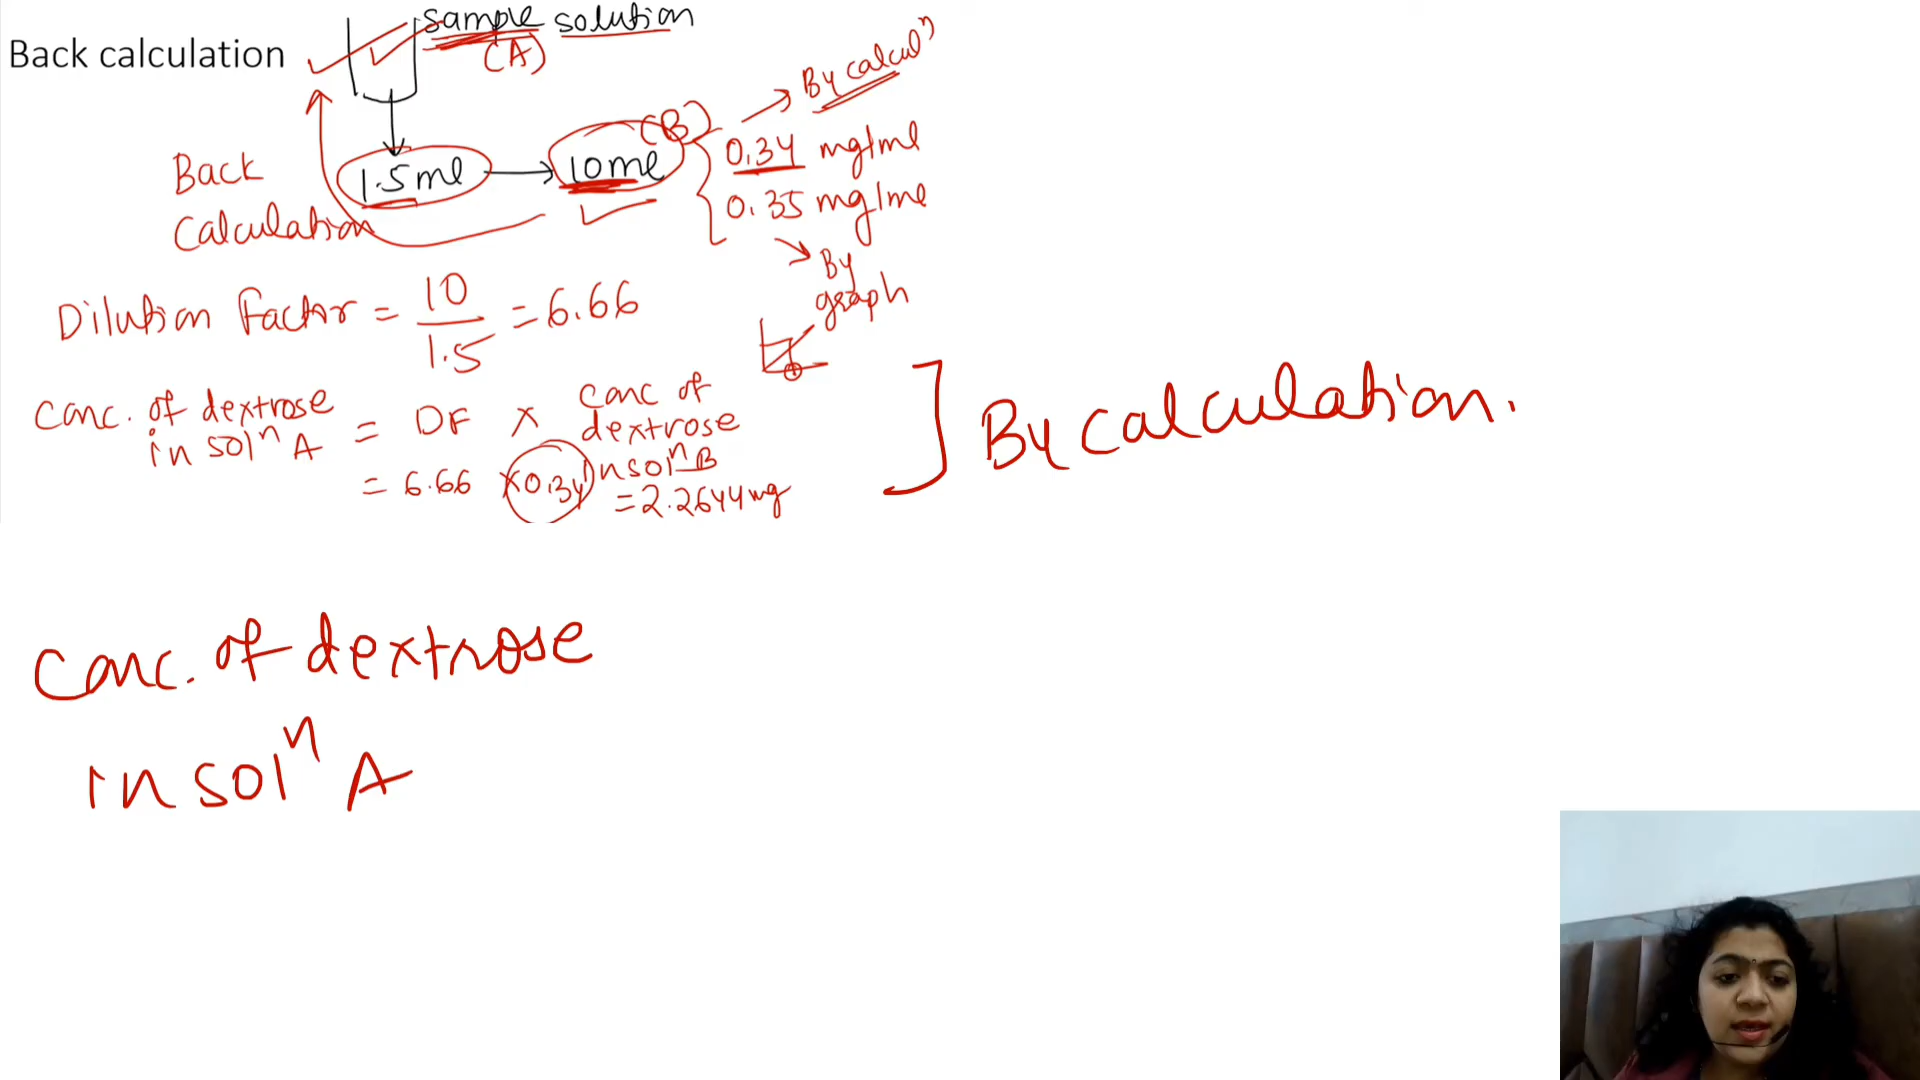 Back calculation
sample solution
(A)
By calculⁿ
(B)
1.5ml → 10ml
0.34 mg/ml
0.35 mg/ml
Back
Calculation
By
graph
Dilution factor = 10/1.5 = 6.66
Conc. of dextrose in solⁿ A = DF × conc of dextrose in solⁿ B
= 6.66 × 0.34 = 2.2644mg
By calculation.
Conc. of dextrose
in solⁿ A